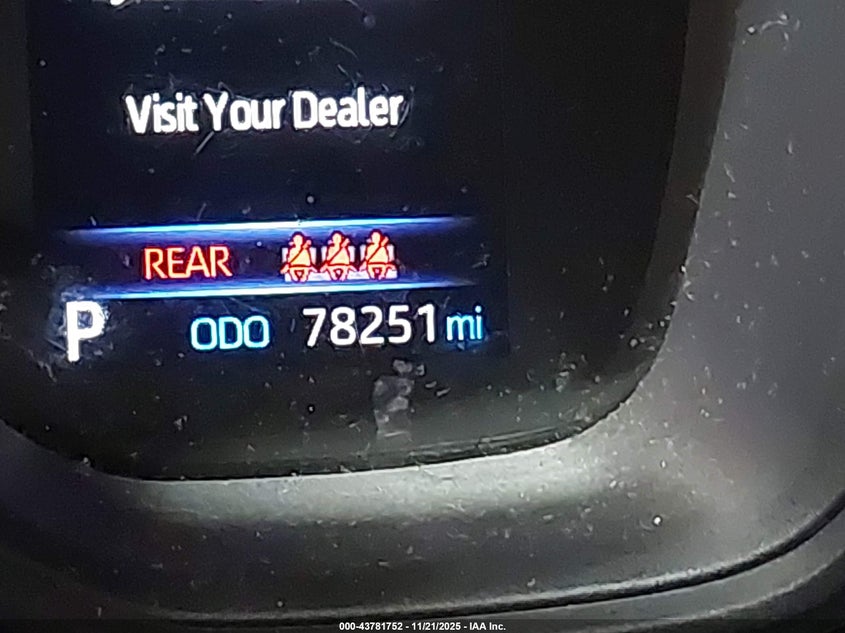 Visit Your Dealer
REAR
P ODO 78251 mi
000-43781752 - 11/21/2025 - IAA Inc.